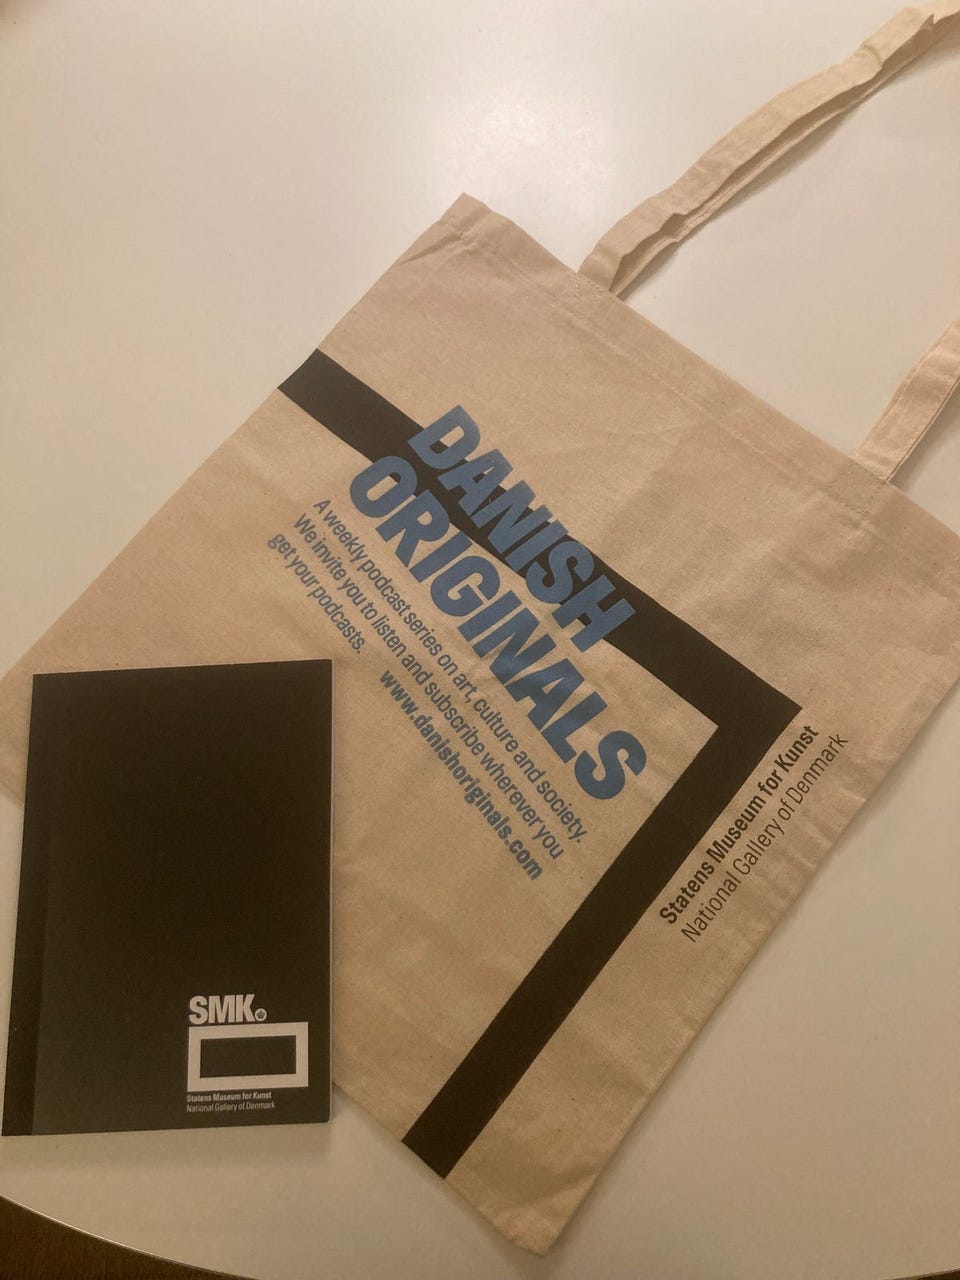 DANISH
ORIGINALS
A weekly podcast series on art, culture and society.
We invite you to listen and subscribe wherever you
get your podcasts.
www.danishoriginals.com
Statens Museum for Kunst
National Gallery of Denmark
SMK.
Statens Museum for Kunst
National Gallery of Denmark